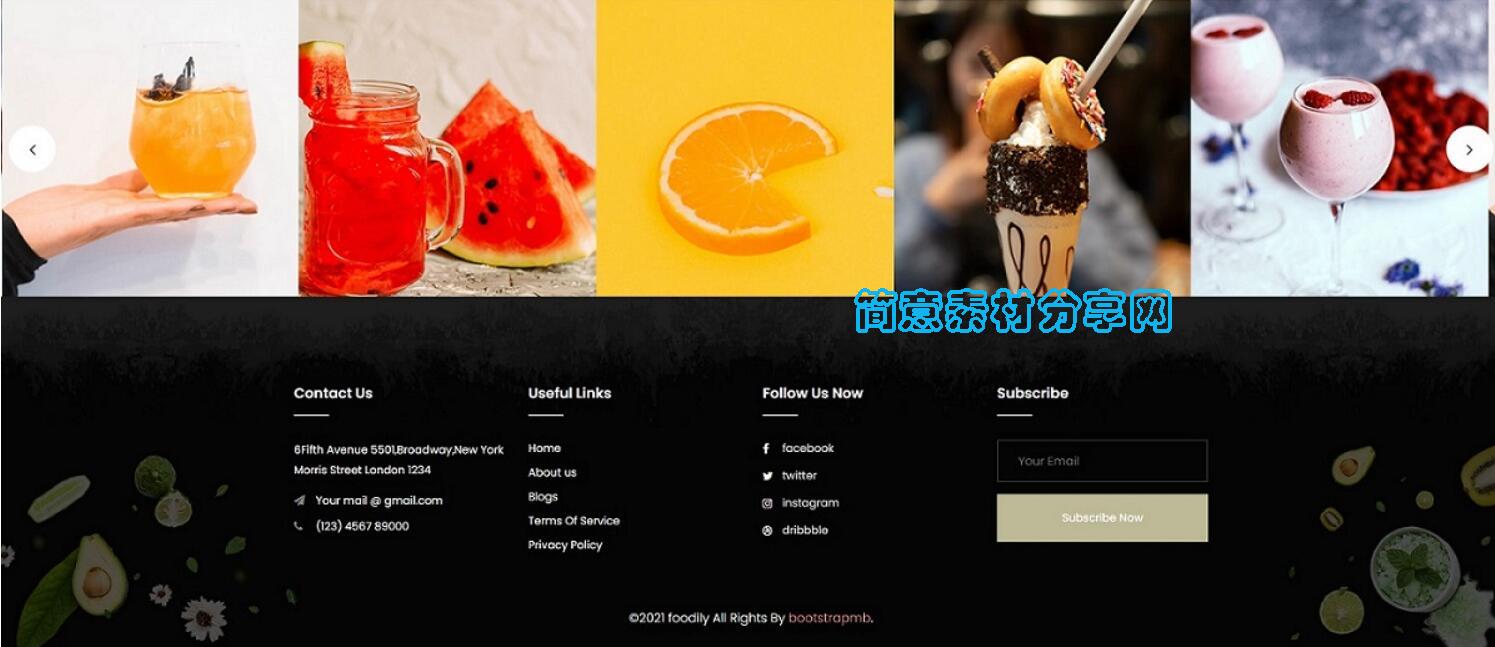 简意素材分享网
Contact Us
6Fifth Avenue 5501,Broadway,New York
Morris Street London 1234
Your mail @ gmail.com
(123) 4567 89000
Useful Links
Home
About us
Blogs
Terms Of Service
Privacy Policy
Follow Us Now
facebook
twitter
instagram
dribbble
Subscribe
Your Email
Subscribe Now
©2021 foodily All Rights By bootstrapmb.